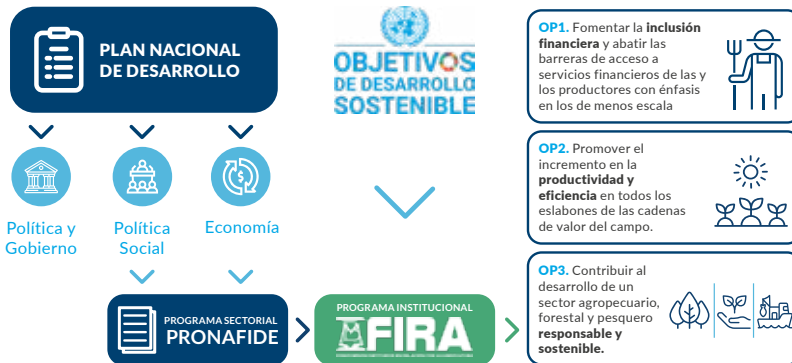 PLAN NACIONAL
DE DESARROLLO
Política y
Gobierno
Política
Social
Economía
PROGRAMA SECTORIAL
PRONAFIDE
OBJETIVOS
DE DESARROLLO
SOSTENIBLE
PROGRAMA INSTITUCIONAL
FIRA
OP1. Fomentar la inclusión
financiera y abatir las
barreras de acceso a
servicios financieros de las y
los productores con énfasis
en los de menos escala
OP2. Promover el
incremento en la
productividad y
eficiencia en todos los
eslabones de las cadenas
de valor del campo.
OP3. Contribuir al
desarrollo de un
sector agropecuario,
forestal y pesquero
responsable y
sostenible.